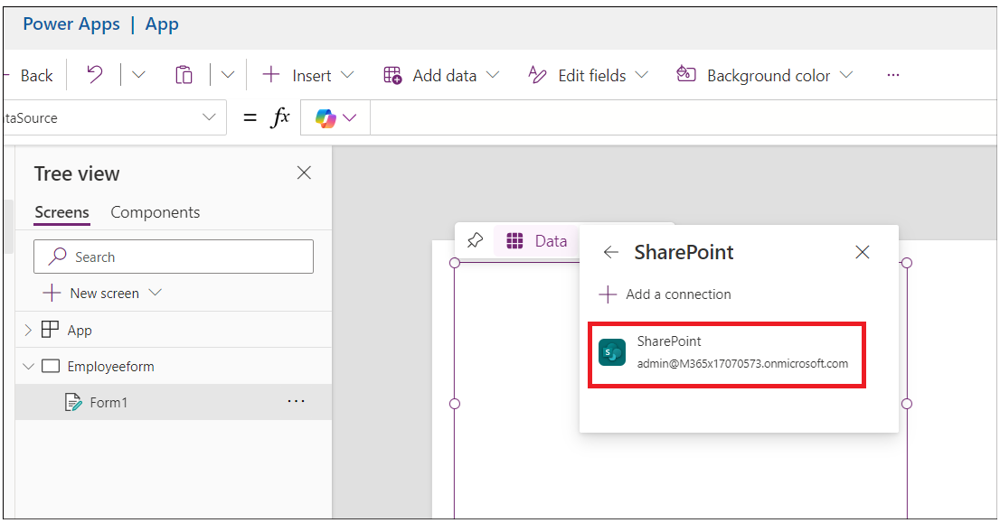 Power Apps | App
Back
Insert
Add data
Edit fields
Background color
...
taSource
= fx
Tree view
Screens
Components
Search
New screen
App
Employeeform
Form1
...
Data
SharePoint
Add a connection
S
SharePoint
admin@M365x17070573.onmicrosoft.com